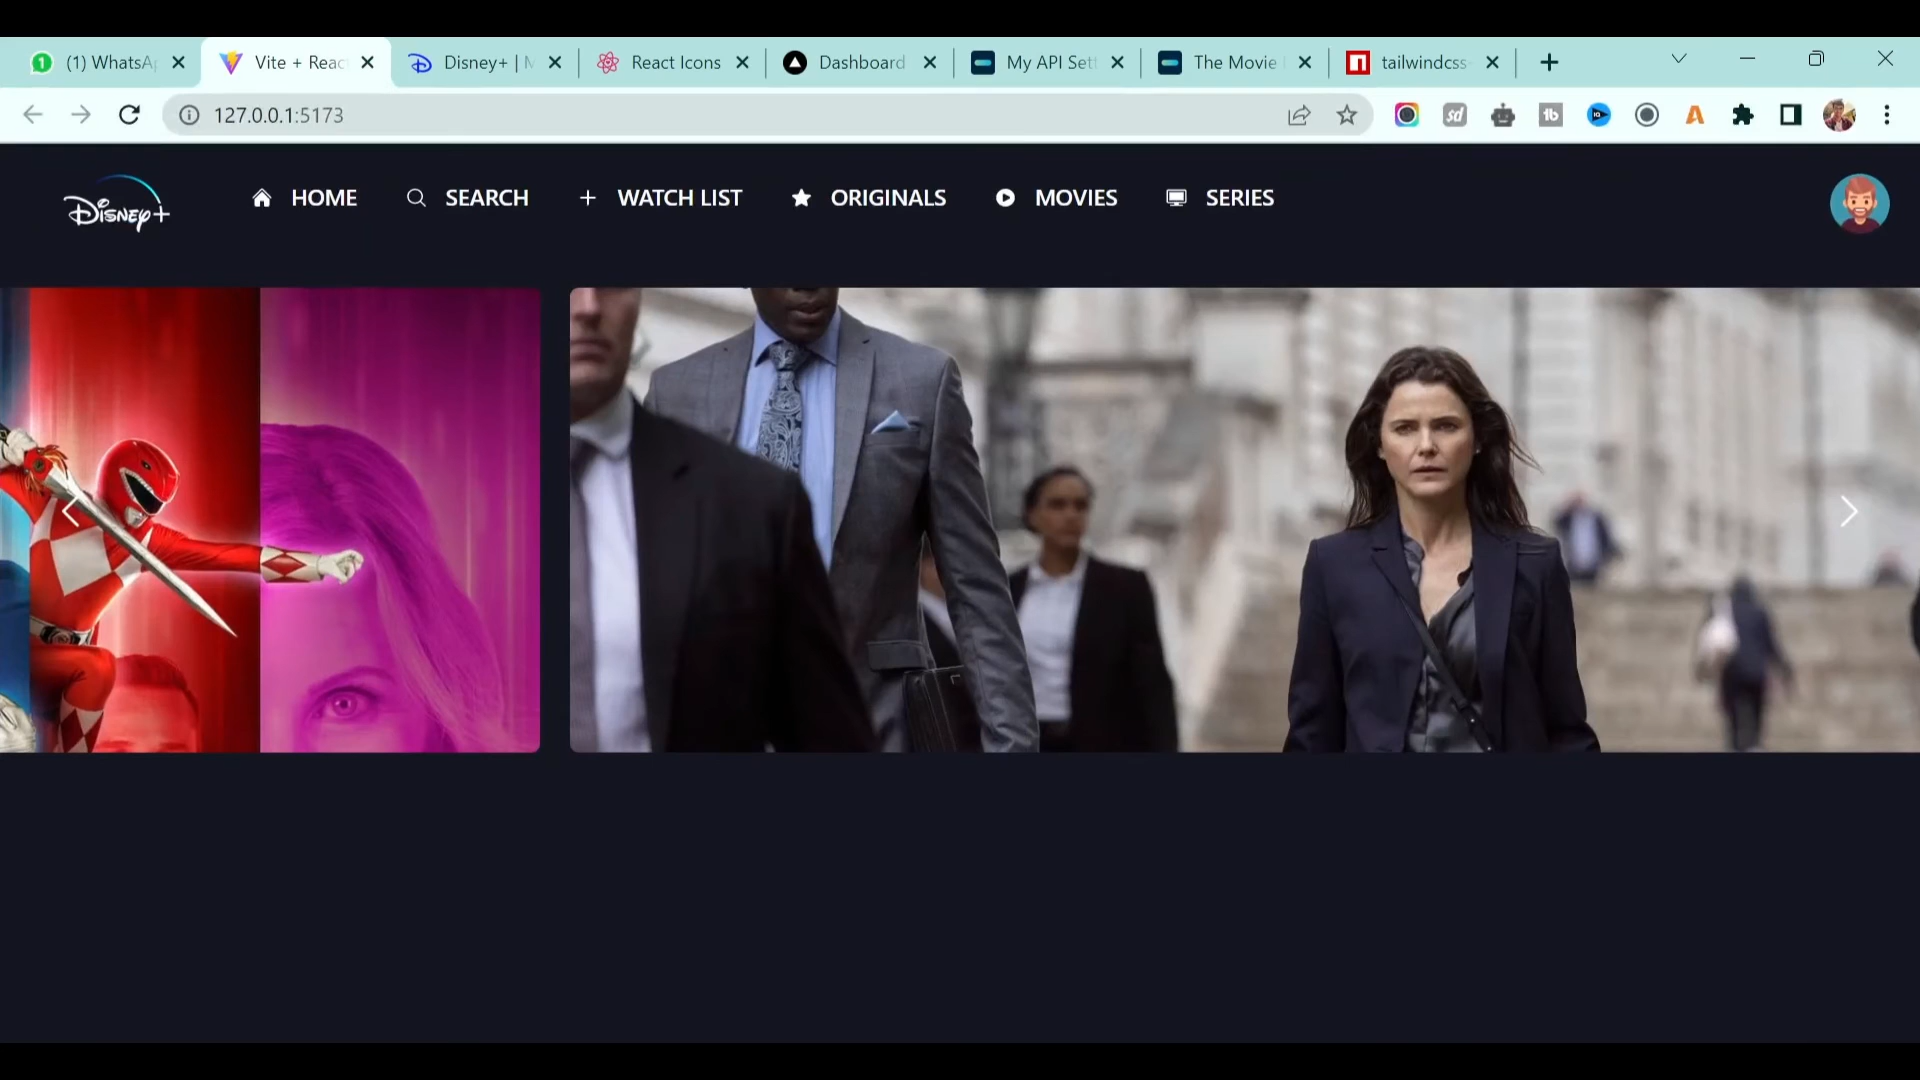 (1) WhatsA
Vite + Reac
Disney+ | M
React Icons
Dashboard
My API Sett
The Movie
tailwindcss
127.0.0.1:5173
Disney+
HOME
SEARCH
WATCH LIST
ORIGINALS
MOVIES
SERIES